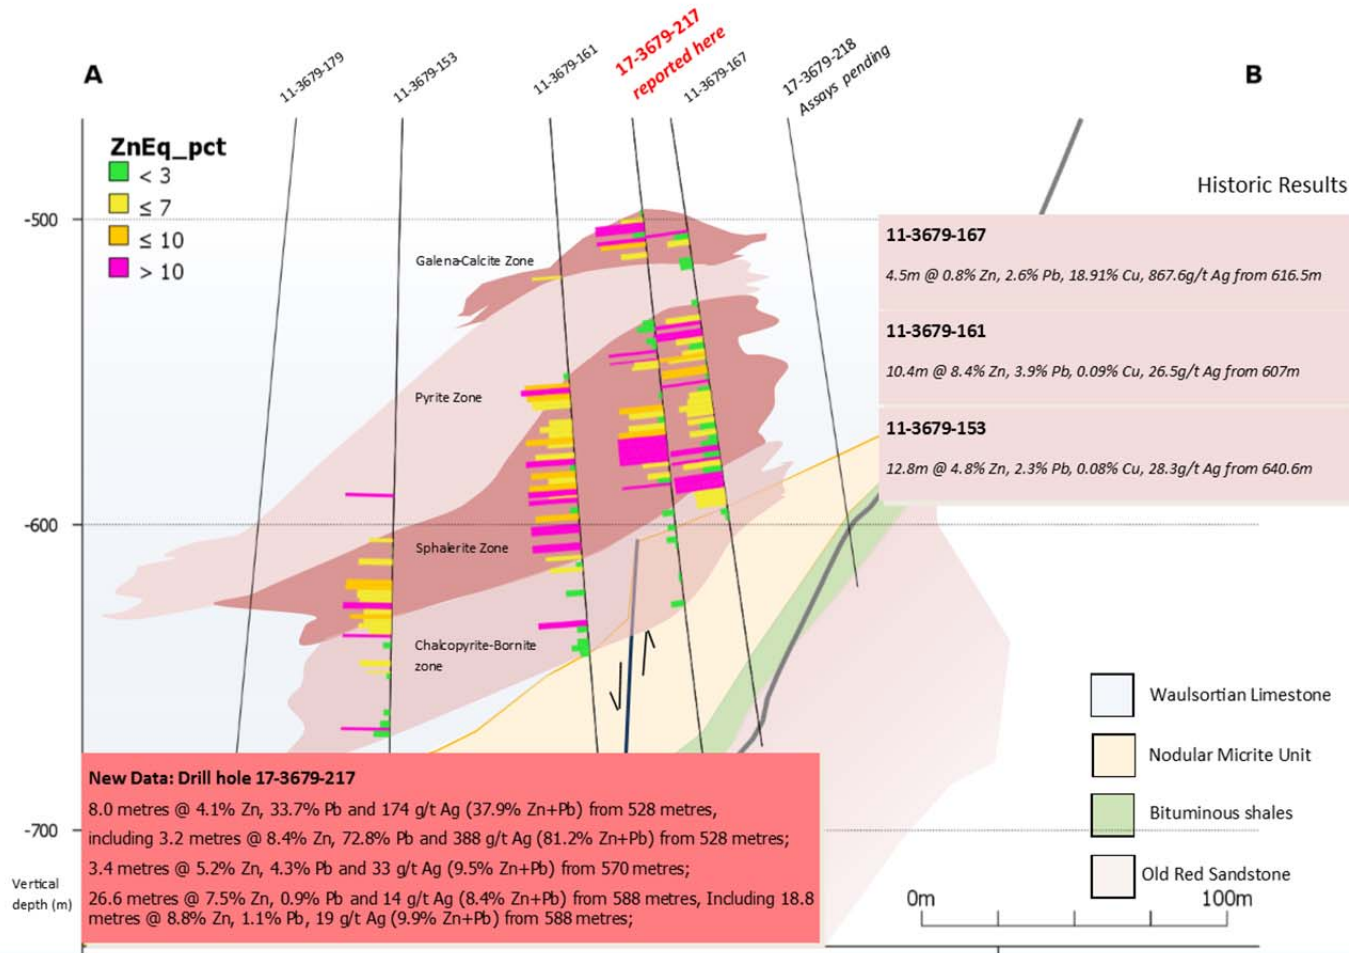 A
B
11-3679-179
11-3679-153
11-3679-161
17-3679-217
reported here
11-3679-167
17-3679-218
Assays pending
ZnEq_pct
< 3
≤ 7
≤ 10
> 10
-500
-600
-700
Vertical
depth (m)
Galena-Calcite Zone
Pyrite Zone
Sphalerite Zone
Chalcopyrite-Bornite
zone
Historic Results
11-3679-167
4.5m @ 0.8% Zn, 2.6% Pb, 18.91% Cu, 867.6g/t Ag from 616.5m
11-3679-161
10.4m @ 8.4% Zn, 3.9% Pb, 0.09% Cu, 26.5g/t Ag from 607m
11-3679-153
12.8m @ 4.8% Zn, 2.3% Pb, 0.08% Cu, 28.3g/t Ag from 640.6m
New Data: Drill hole 17-3679-217
8.0 metres @ 4.1% Zn, 33.7% Pb and 174 g/t Ag (37.9% Zn+Pb) from 528 metres,
including 3.2 metres @ 8.4% Zn, 72.8% Pb and 388 g/t Ag (81.2% Zn+Pb) from 528 metres;
3.4 metres @ 5.2% Zn, 4.3% Pb and 33 g/t Ag (9.5% Zn+Pb) from 570 metres;
26.6 metres @ 7.5% Zn, 0.9% Pb and 14 g/t Ag (8.4% Zn+Pb) from 588 metres, Including 18.8
metres @ 8.8% Zn, 1.1% Pb, 19 g/t Ag (9.9% Zn+Pb) from 588 metres;
Waulsortian Limestone
Nodular Micrite Unit
Bituminous shales
Old Red Sandstone
0m
100m